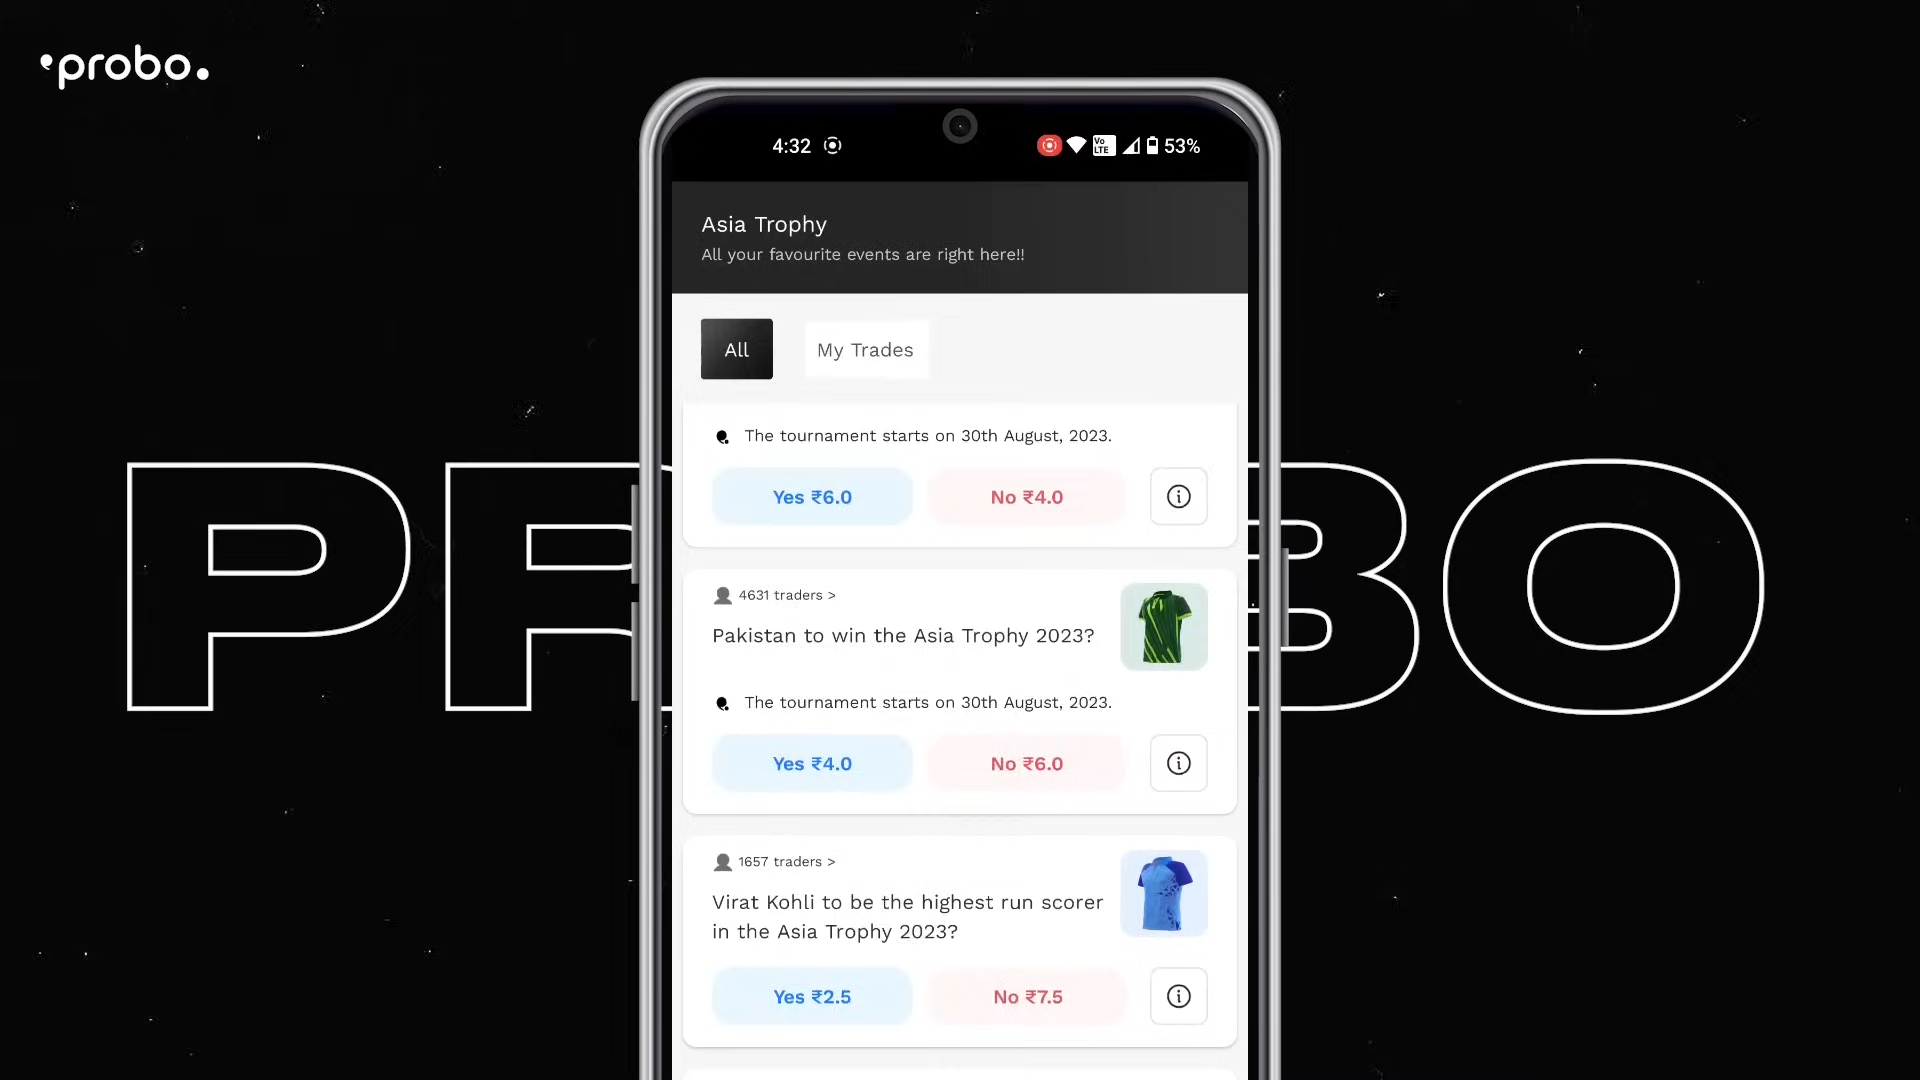 probo.
4:32
Vo LTE
53%
Asia Trophy
All your favourite events are right here!!
All
My Trades
The tournament starts on 30th August, 2023.
Yes ₹6.0
No ₹4.0
4631 traders >
Pakistan to win the Asia Trophy 2023?
The tournament starts on 30th August, 2023.
Yes ₹4.0
No ₹6.0
1657 traders >
Virat Kohli to be the highest run scorer
in the Asia Trophy 2023?
Yes ₹2.5
No ₹7.5
PROBO